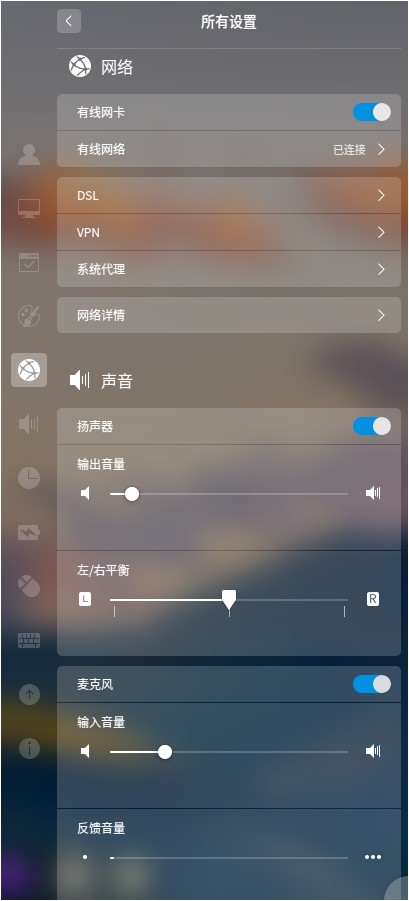 所有设置
网络
有线网卡
有线网络 已连接
DSL
VPN
系统代理
网络详情
声音
扬声器
输出音量
左/右平衡
L R
麦克风
输入音量
反馈音量